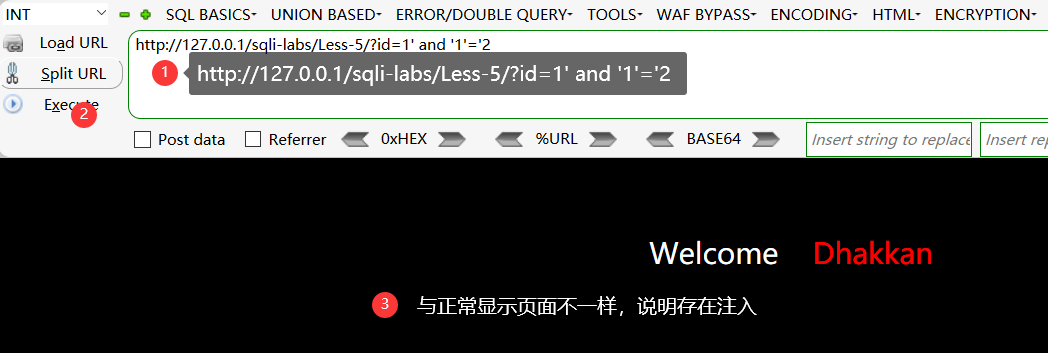 INT SQL BASICS UNION BASED ERROR/DOUBLE QUERY TOOLS WAF BYPASS ENCODING HTML ENCRYPTION
Load URL
http://127.0.0.1/sqli-labs/Less-5/?id=1' and '1'='2
1 http://127.0.0.1/sqli-labs/Less-5/?id=1' and '1'='2
Split URL
Execute
2
Post data Referrer 0xHEX %URL BASE64 Insert string to replace Insert rep
Welcome Dhakkan
3 与正常显示页面不一样，说明存在注入